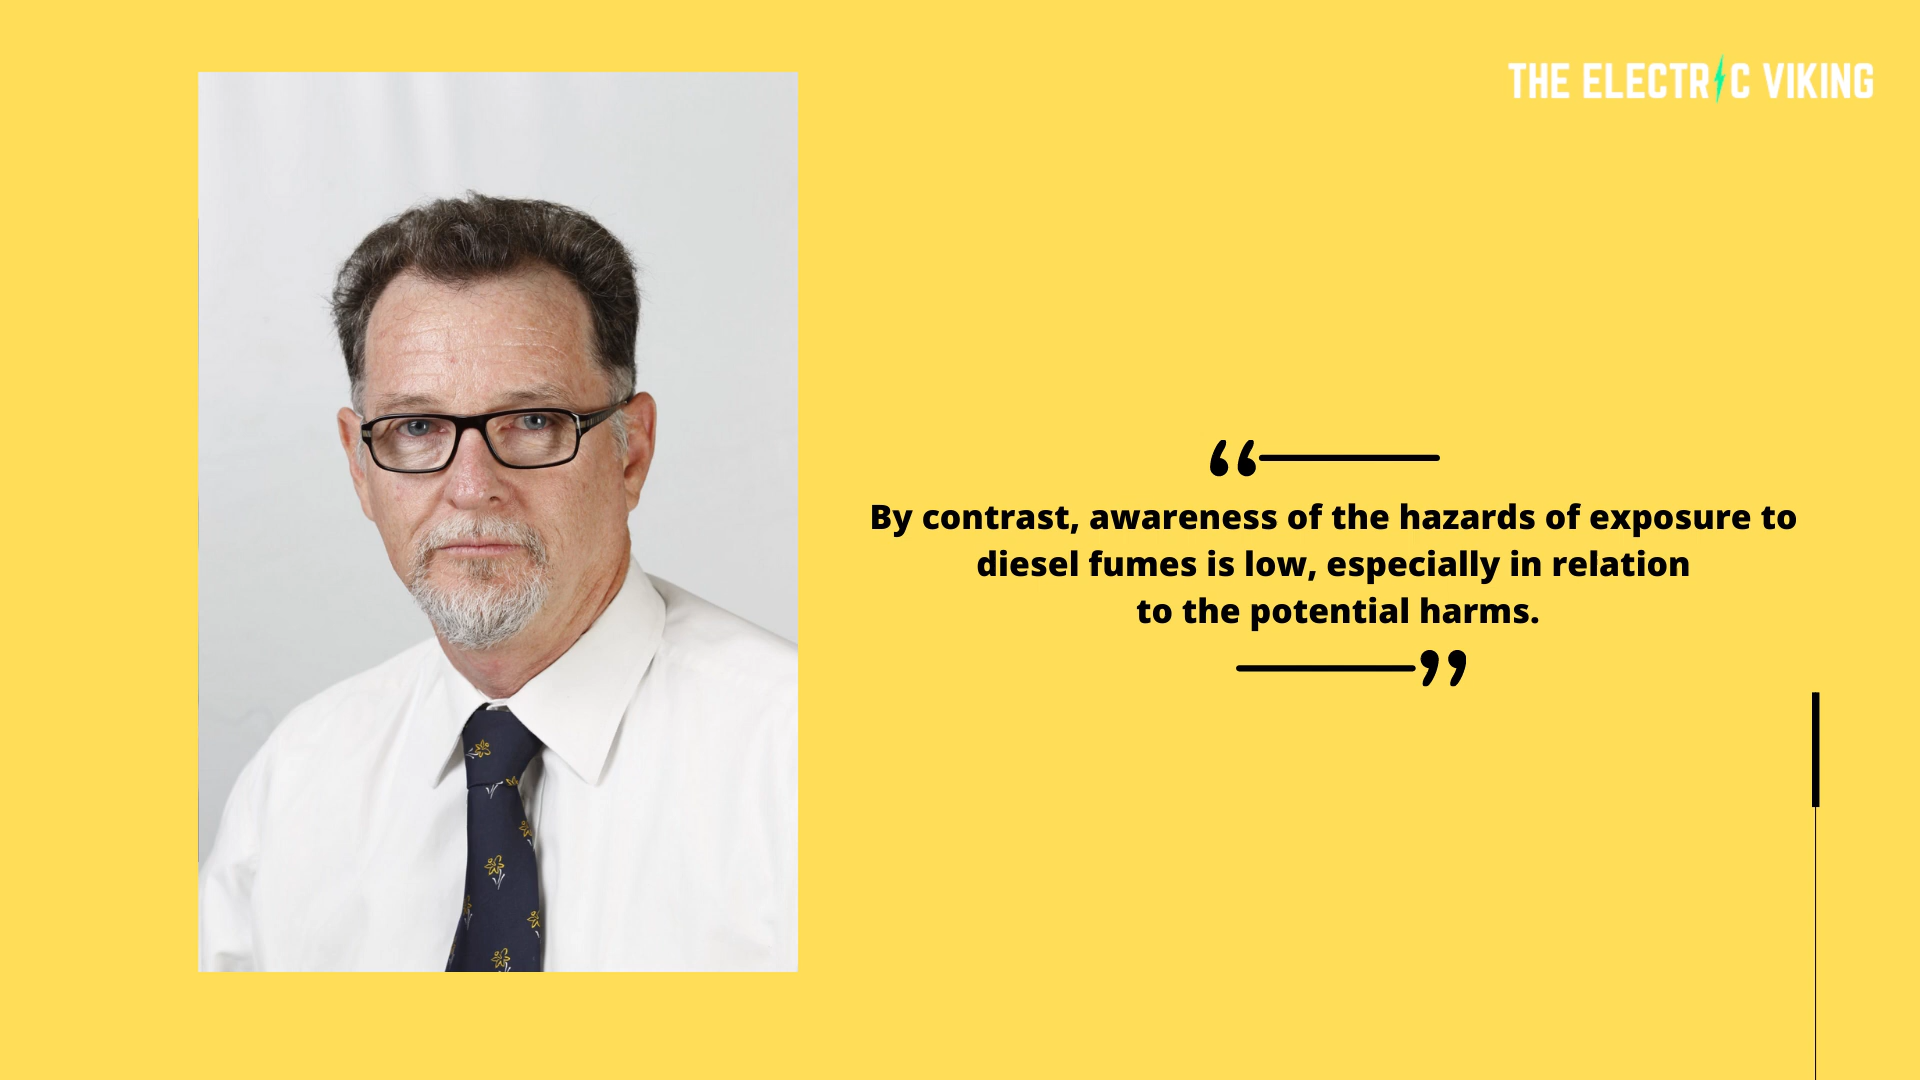 THE ELECTRIC VIKING
“
By contrast, awareness of the hazards of exposure to
diesel fumes is low, especially in relation
to the potential harms.
”